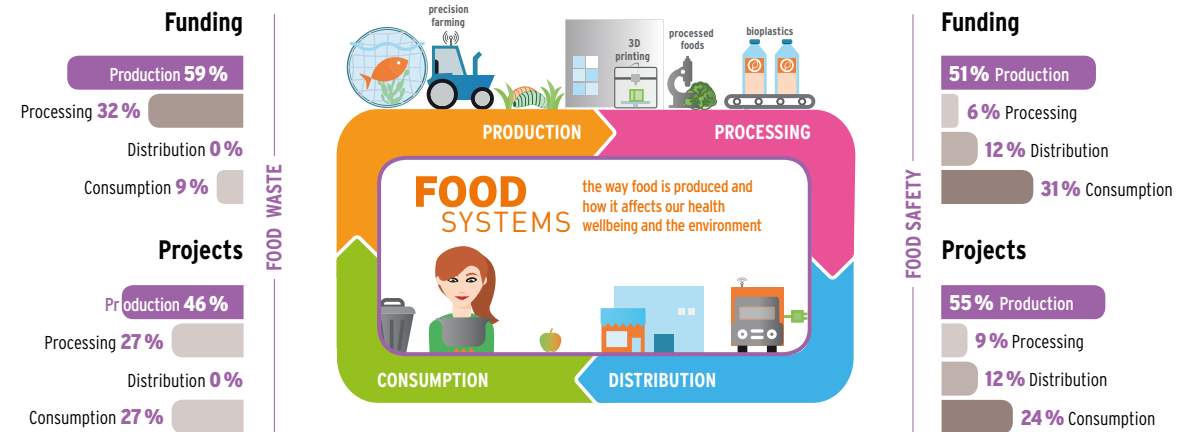 Funding
Production 59 %
Processing 32 %
Distribution 0 %
Consumption 9 %
Projects
Production 46 %
Processing 27 %
Distribution 0 %
Consumption 27 %
FOOD WASTE
precision
farming
3D
printing
processed
foods
bioplastics
PRODUCTION
PROCESSING
FOOD
SYSTEMS
the way food is produced and
how it affects our health
wellbeing and the environment
CONSUMPTION
DISTRIBUTION
FOOD SAFETY
Funding
51 % Production
6 % Processing
12 % Distribution
31 % Consumption
Projects
55 % Production
9 % Processing
12 % Distribution
24 % Consumption